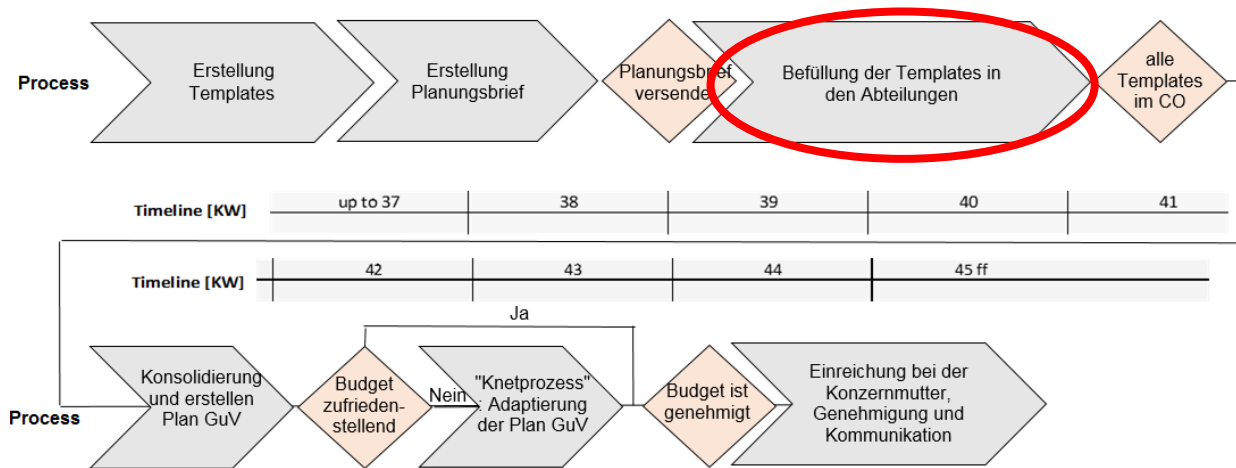 Process
Erstellung
Templates
Erstellung
Planungsbrief
Planungsbrief
versende
Befüllung der Templates in
den Abteilungen
alle
Templates
im CO
Timeline [KW]
up to 37
38
39
40
41
Timeline [KW]
42
43
44
45 ff
Ja
Process
Konsolidierung
und erstellen
Plan GuV
Budget
zufrieden-
stellend
Nein
"Knetprozess"
: Adaptierung
der Plan GuV
Budget ist
genehmigt
Einreichung bei der
Konzernmutter,
Genehmigung und
Kommunikation